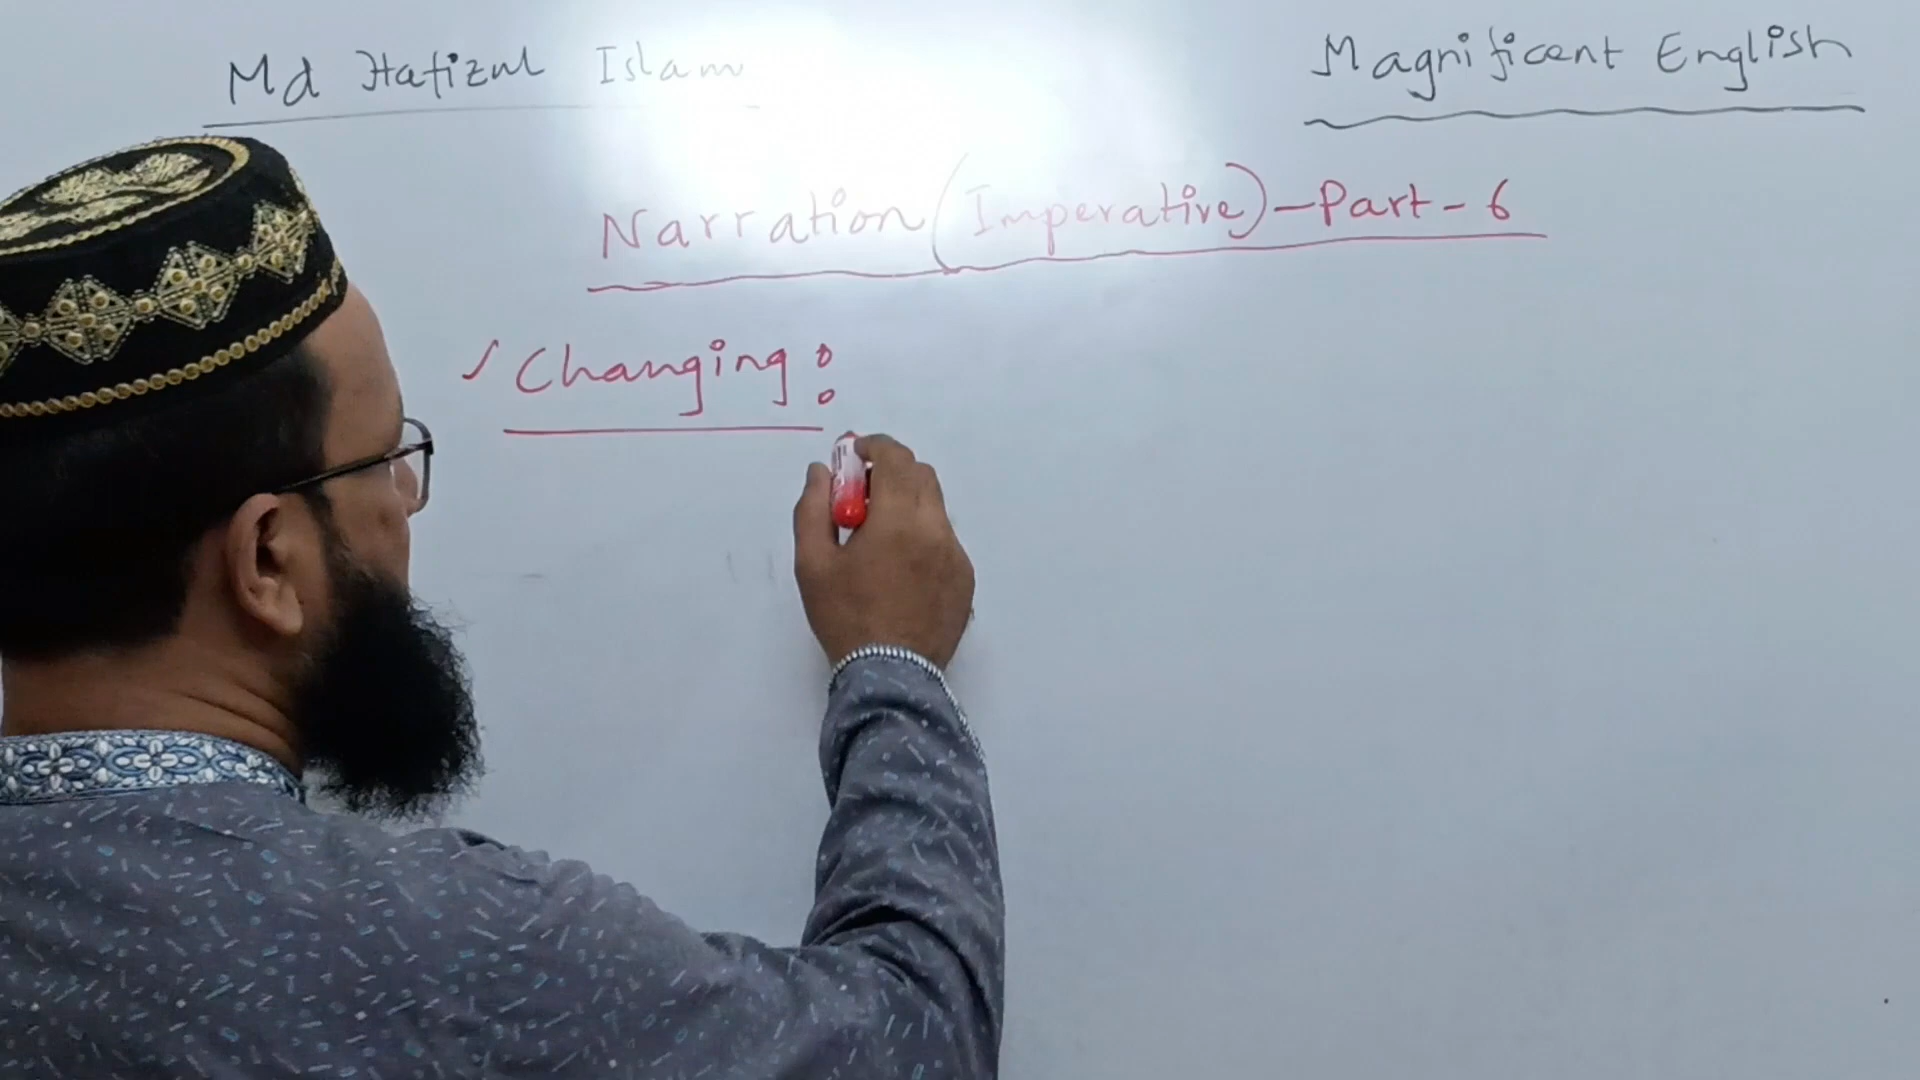 Md Hafizul Islam
Magnificent English
Narration (Imperative) - Part - 6
✓ Changing :